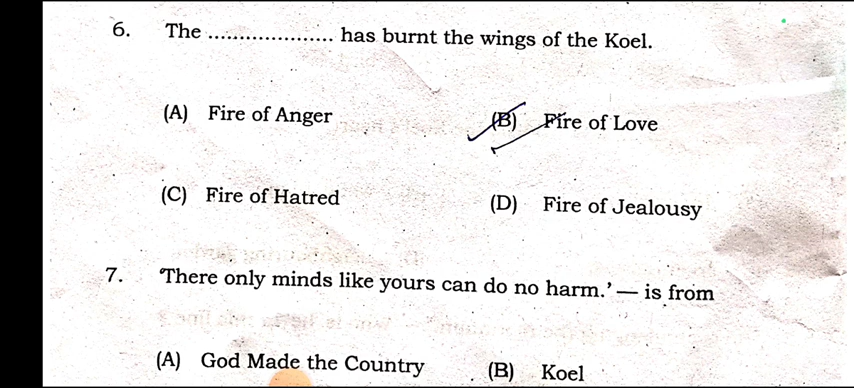 6. The .................... has burnt the wings of the Koel.
(A) Fire of Anger (B) Fire of Love
(C) Fire of Hatred (D) Fire of Jealousy
7. 'There only minds like yours can do no harm.' — is from
(A) God Made the Country (B) Koel